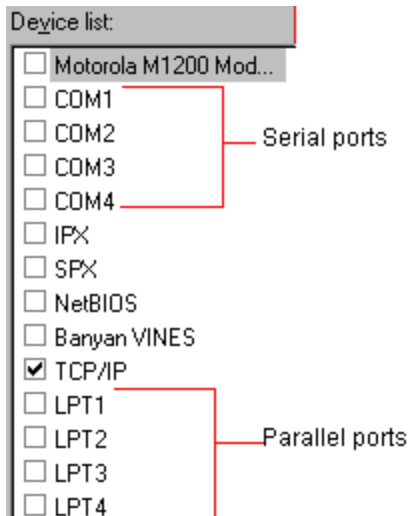 Device list:
Motorola M1200 Mod...
COM1
COM2
Serial ports
COM3
COM4
IPX
SPX
NetBIOS
Banyan VINES
TCP/IP
LPT1
LPT2
Parallel ports
LPT3
LPT4